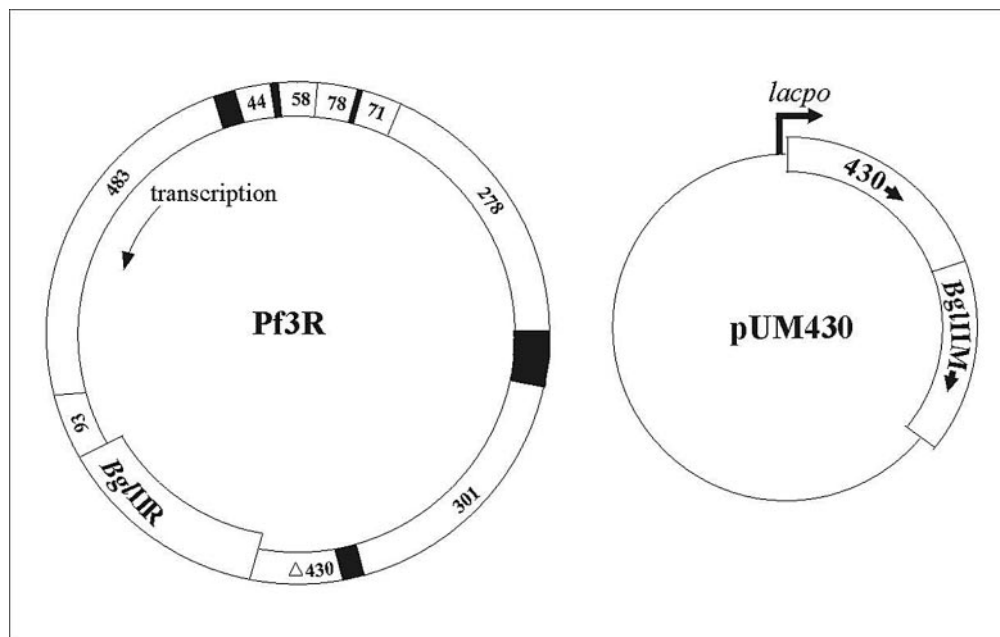 44
58
78
71
483
transcription
278
Pf3R
93
BglIIR
△430
301
lacpo
430
pUM430
BglIIM